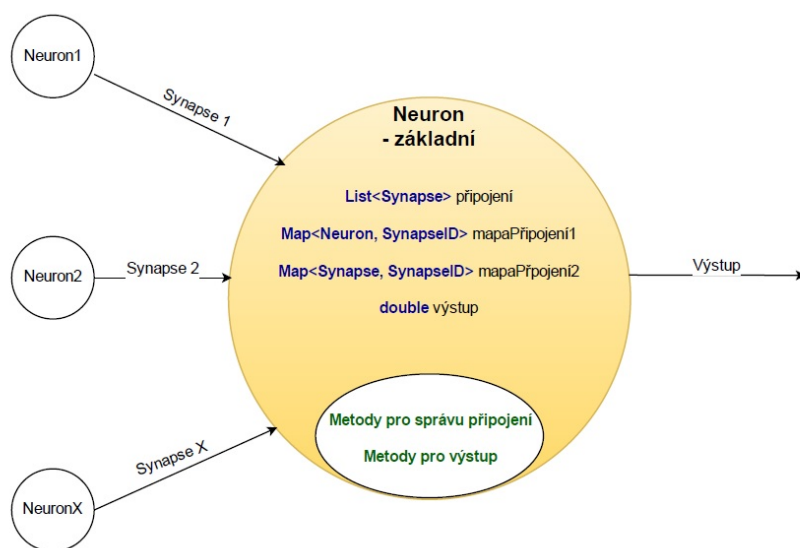 Neuron1
Synapse 1
Neuron
- základní
List<Synapse> připojení
Map<Neuron, SynapseID> mapaPřipojení1
Neuron2
Synapse 2
Map<Synapse, SynapseID> mapaPřpojení2
Výstup
double výstup
Metody pro správu připojení
Metody pro výstup
Synapse X
NeuronX